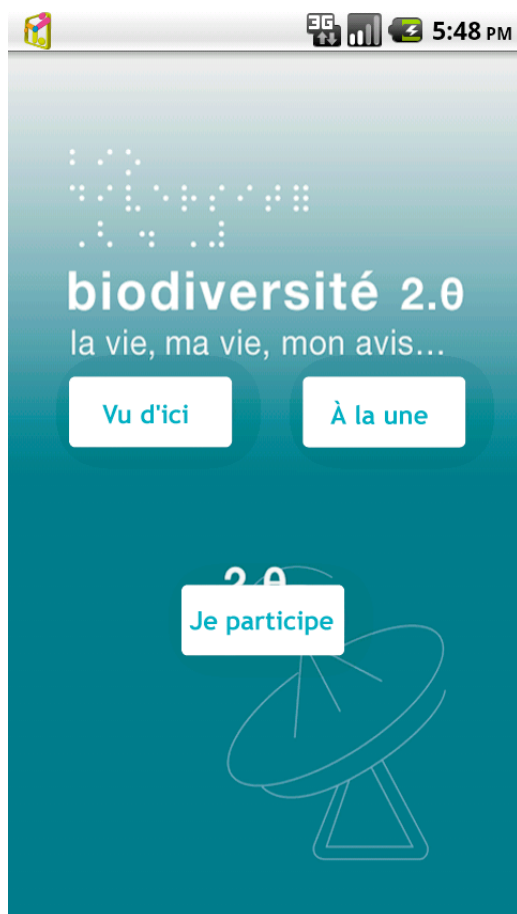 3G 5:48 PM
biodiversité 2.0
la vie, ma vie, mon avis...
Vu d'ici
À la une
2.0
Je participe